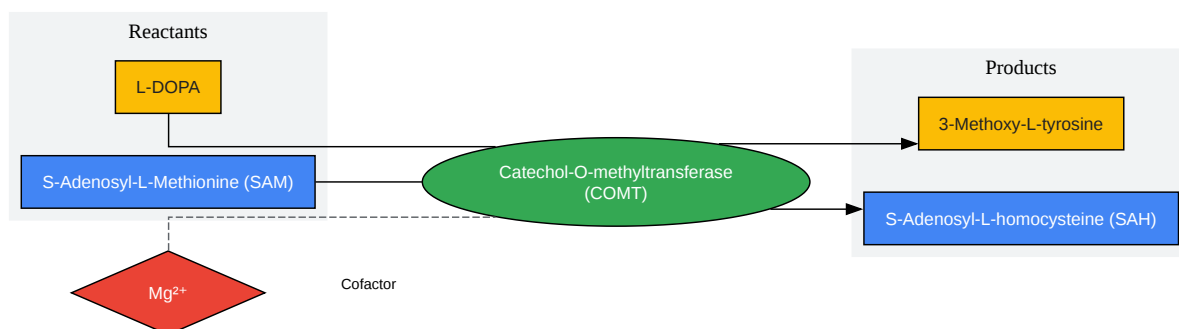 Reactants
L-DOPA
S-Adenosyl-L-Methionine (SAM)
Catechol-O-methyltransferase
(COMT)
Products
3-Methoxy-L-tyrosine
S-Adenosyl-L-homocysteine (SAH)
Mg²⁺
Cofactor